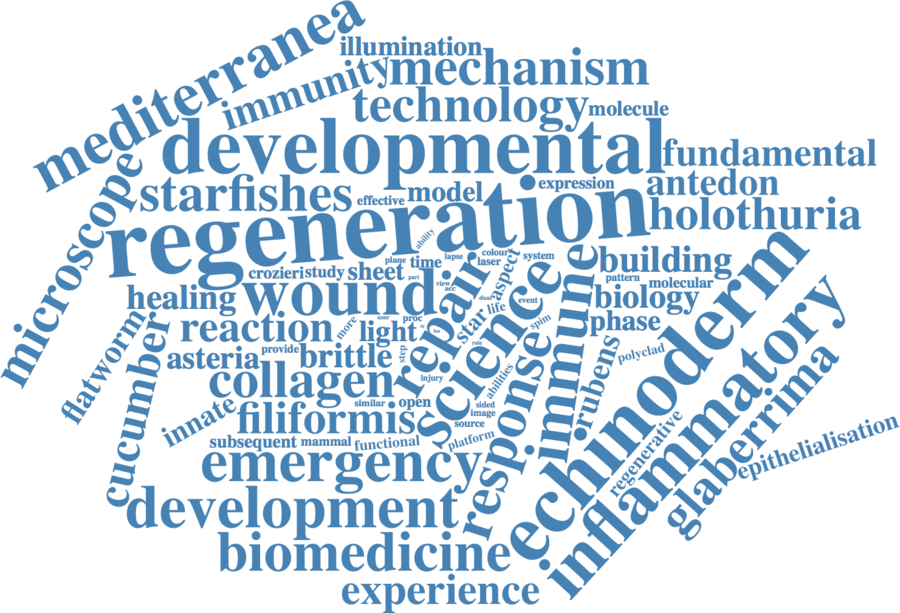 mediterranea
illumination
immunity
mechanism
technology
molecule
developmental
fundamental
microscope
starfishes
effective
model
expression
antedon
regeneration
holothuria
ability
plane
time
lapse
colour
laser
system
aspect
building
crozieri
study
sheet
part
view
acc
pattern
molecular
healing
wound
repair
dual
life
event
biology
flatworm
reaction
more
user
proc
light
star
role
spim
phase
asteria
provide
brittle
step
injury
science
immune
rubens
polyclad
cucumber
collagen
similar
open
abilities
sided
image
source
response
echinoderm
inflammatory
glaberrima
innate
filiformis
subsequent
mammal
functional
platform
regenerative
epithelialisation
emergency
development
biomedicine
experience